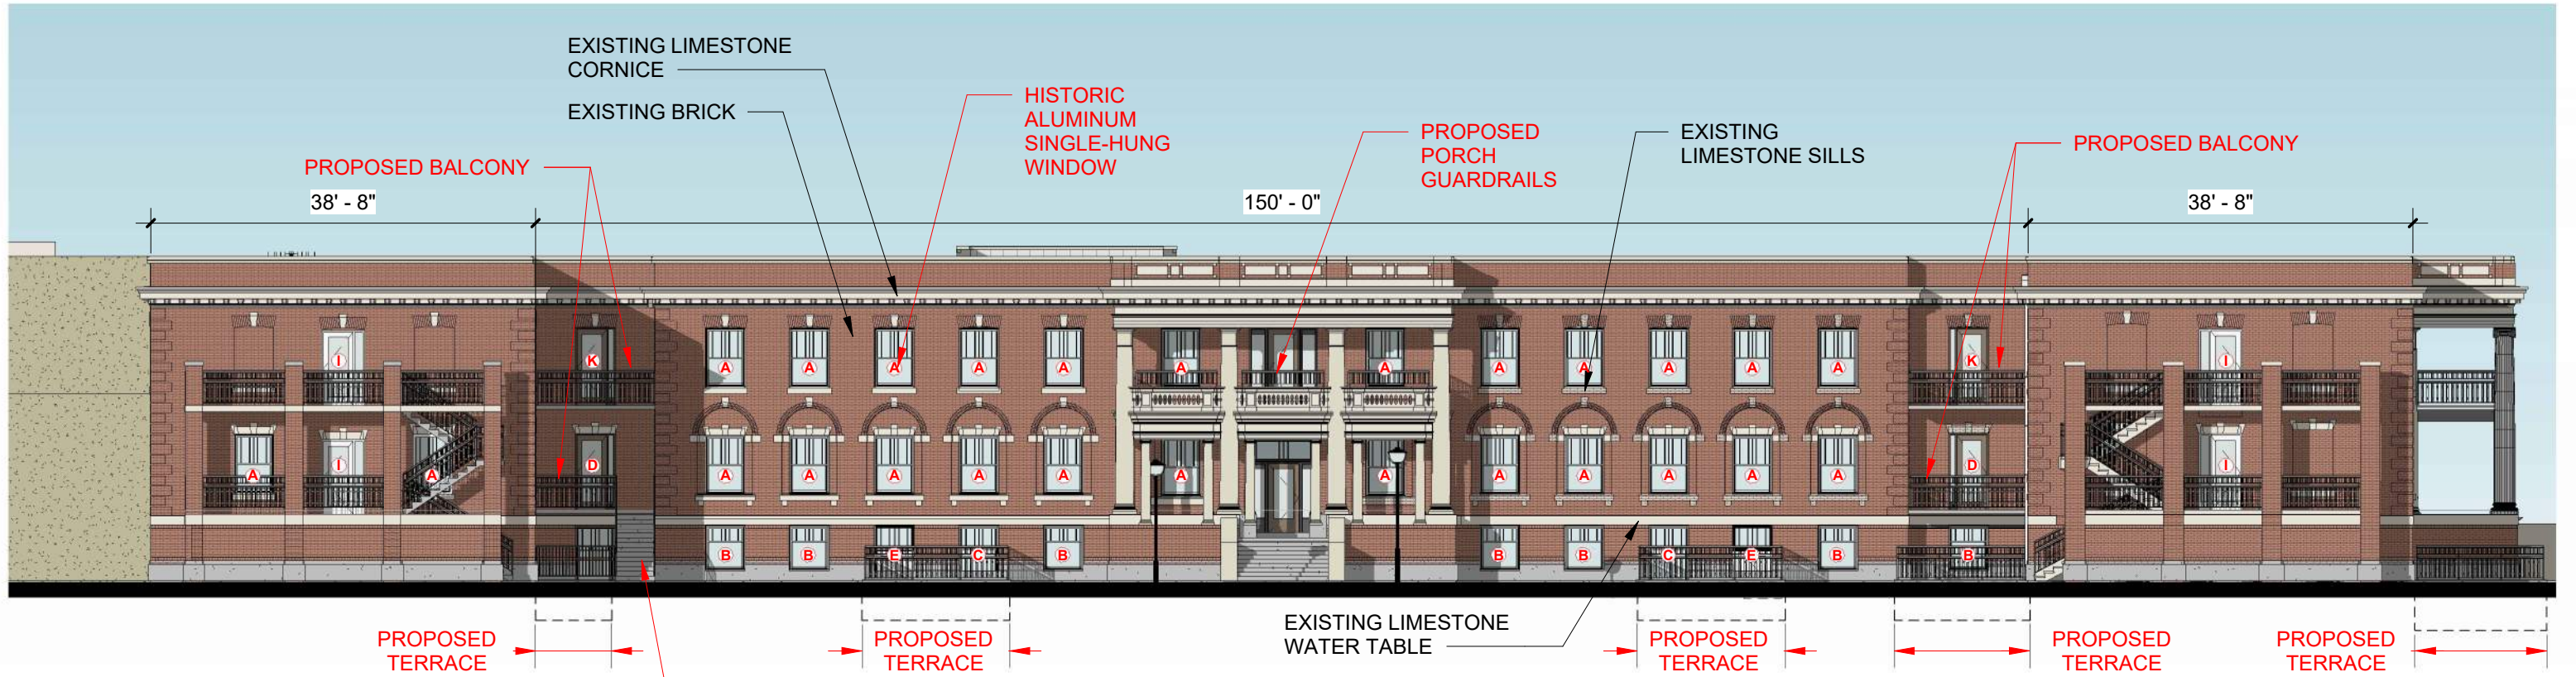 EXISTING LIMESTONE
CORNICE
EXISTING BRICK
HISTORIC
ALUMINUM
SINGLE-HUNG
WINDOW
PROPOSED
PORCH
GUARDRAILS
EXISTING
LIMESTONE SILLS
PROPOSED BALCONY
PROPOSED BALCONY
38' - 8"
150' - 0"
38' - 8"
I
K
A
A
A
A
A
A
A
A
A
A
A
A
K
I
A
I
A
D
A
A
A
A
A
A
A
A
A
A
A
A
D
I
B
B
E
C
B
B
B
C
E
B
B
EXISTING LIMESTONE
WATER TABLE
PROPOSED
TERRACE
PROPOSED
TERRACE
PROPOSED
TERRACE
PROPOSED
TERRACE
PROPOSED
TERRACE